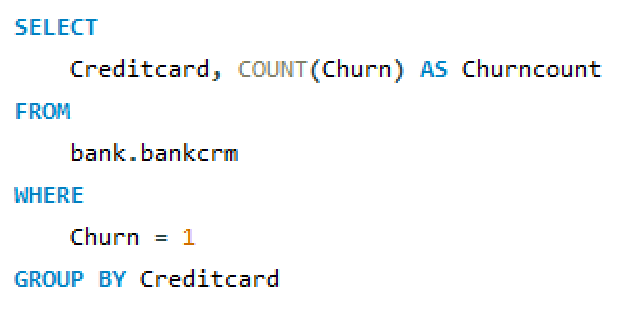 SELECT
Creditcard, COUNT(Churn) AS Churncount
FROM
bank.bankcrm
WHERE
Churn = 1
GROUP BY Creditcard